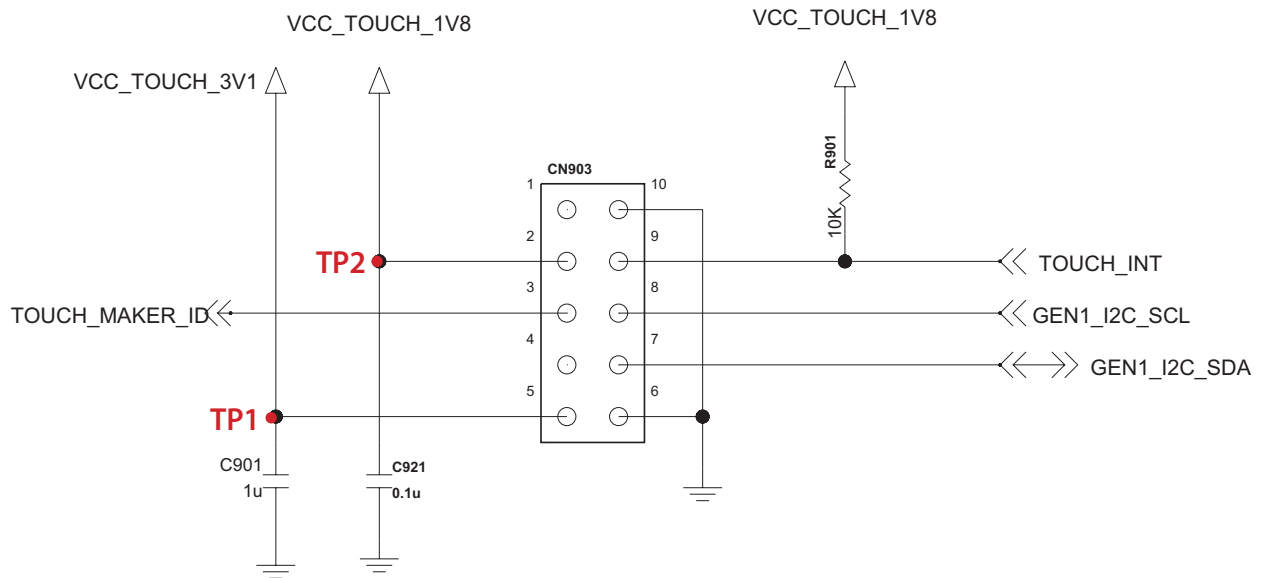 VCC_TOUCH_1V8
VCC_TOUCH_1V8
VCC_TOUCH_3V1
R901
10K
CN903
1
10
2
9
TP2
TOUCH_INT
3
8
TOUCH_MAKER_ID
GEN1_I2C_SCL
4
7
GEN1_I2C_SDA
5
6
TP1
C901
1u
C921
0.1u